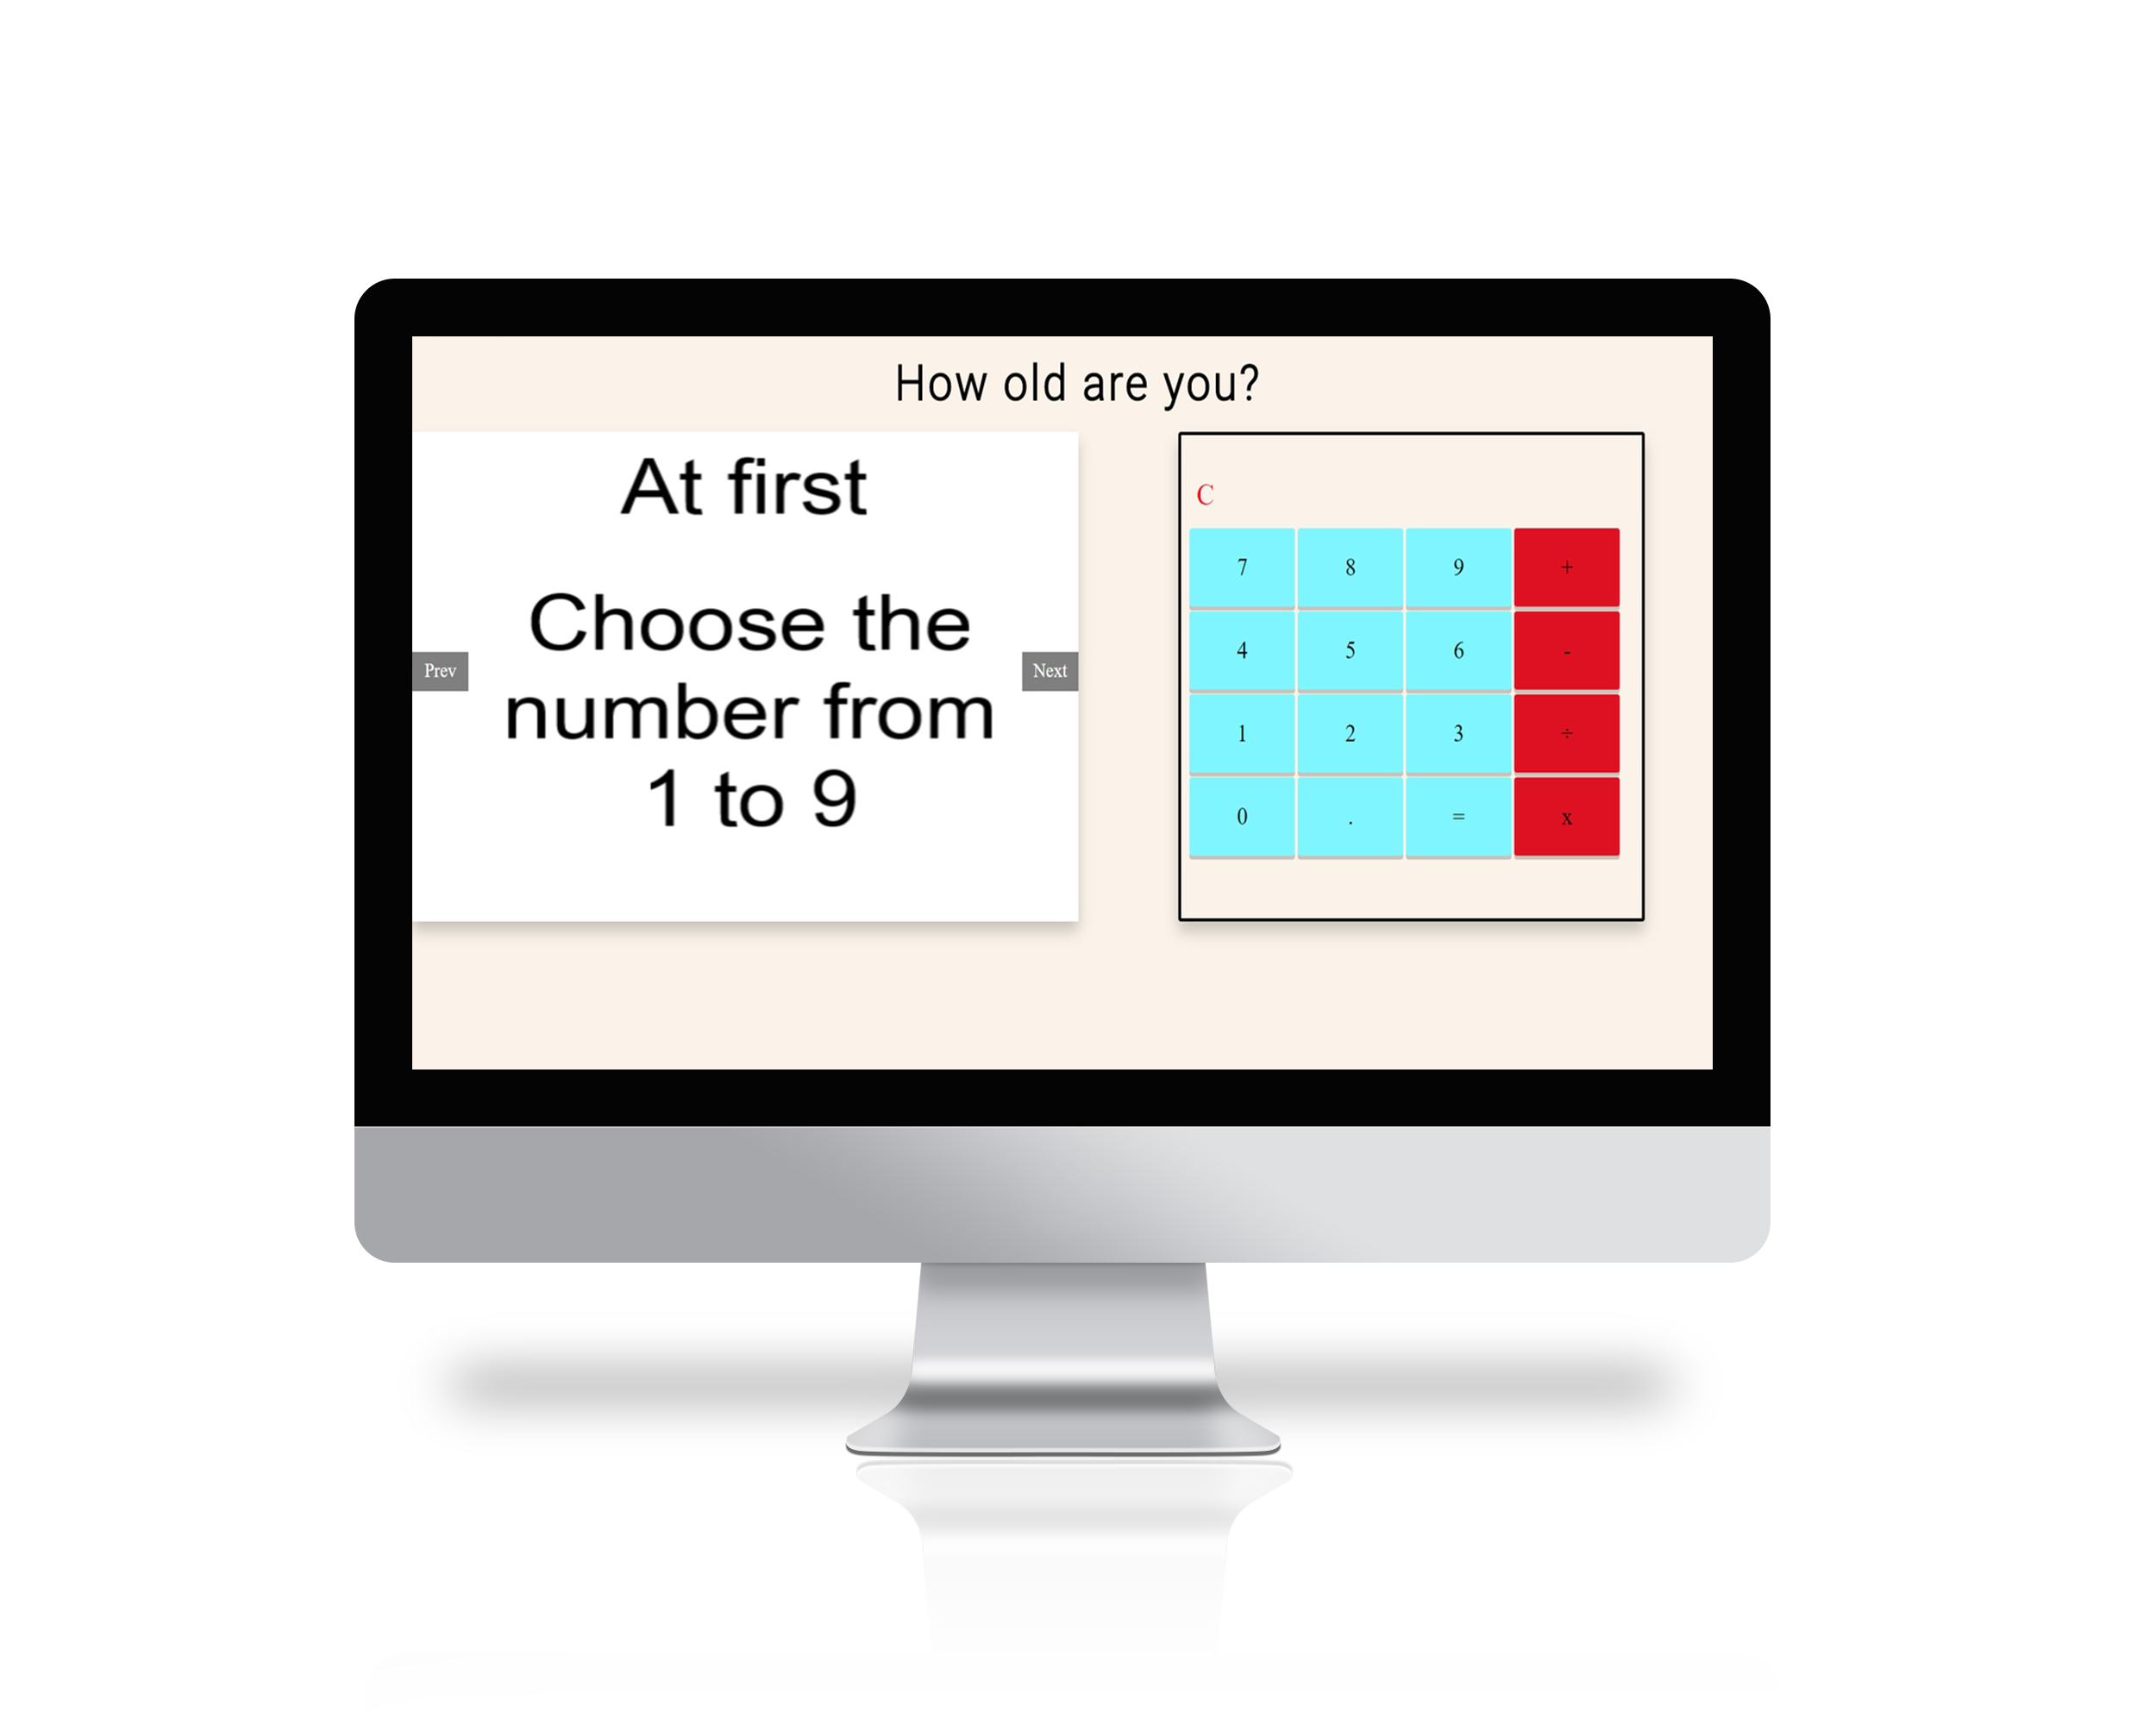 How old are you?
At first
Choose the
number from
1 to 9
Prev
Next
C
7 8 9 +
4 5 6 -
1 2 3 ÷
0 . = x